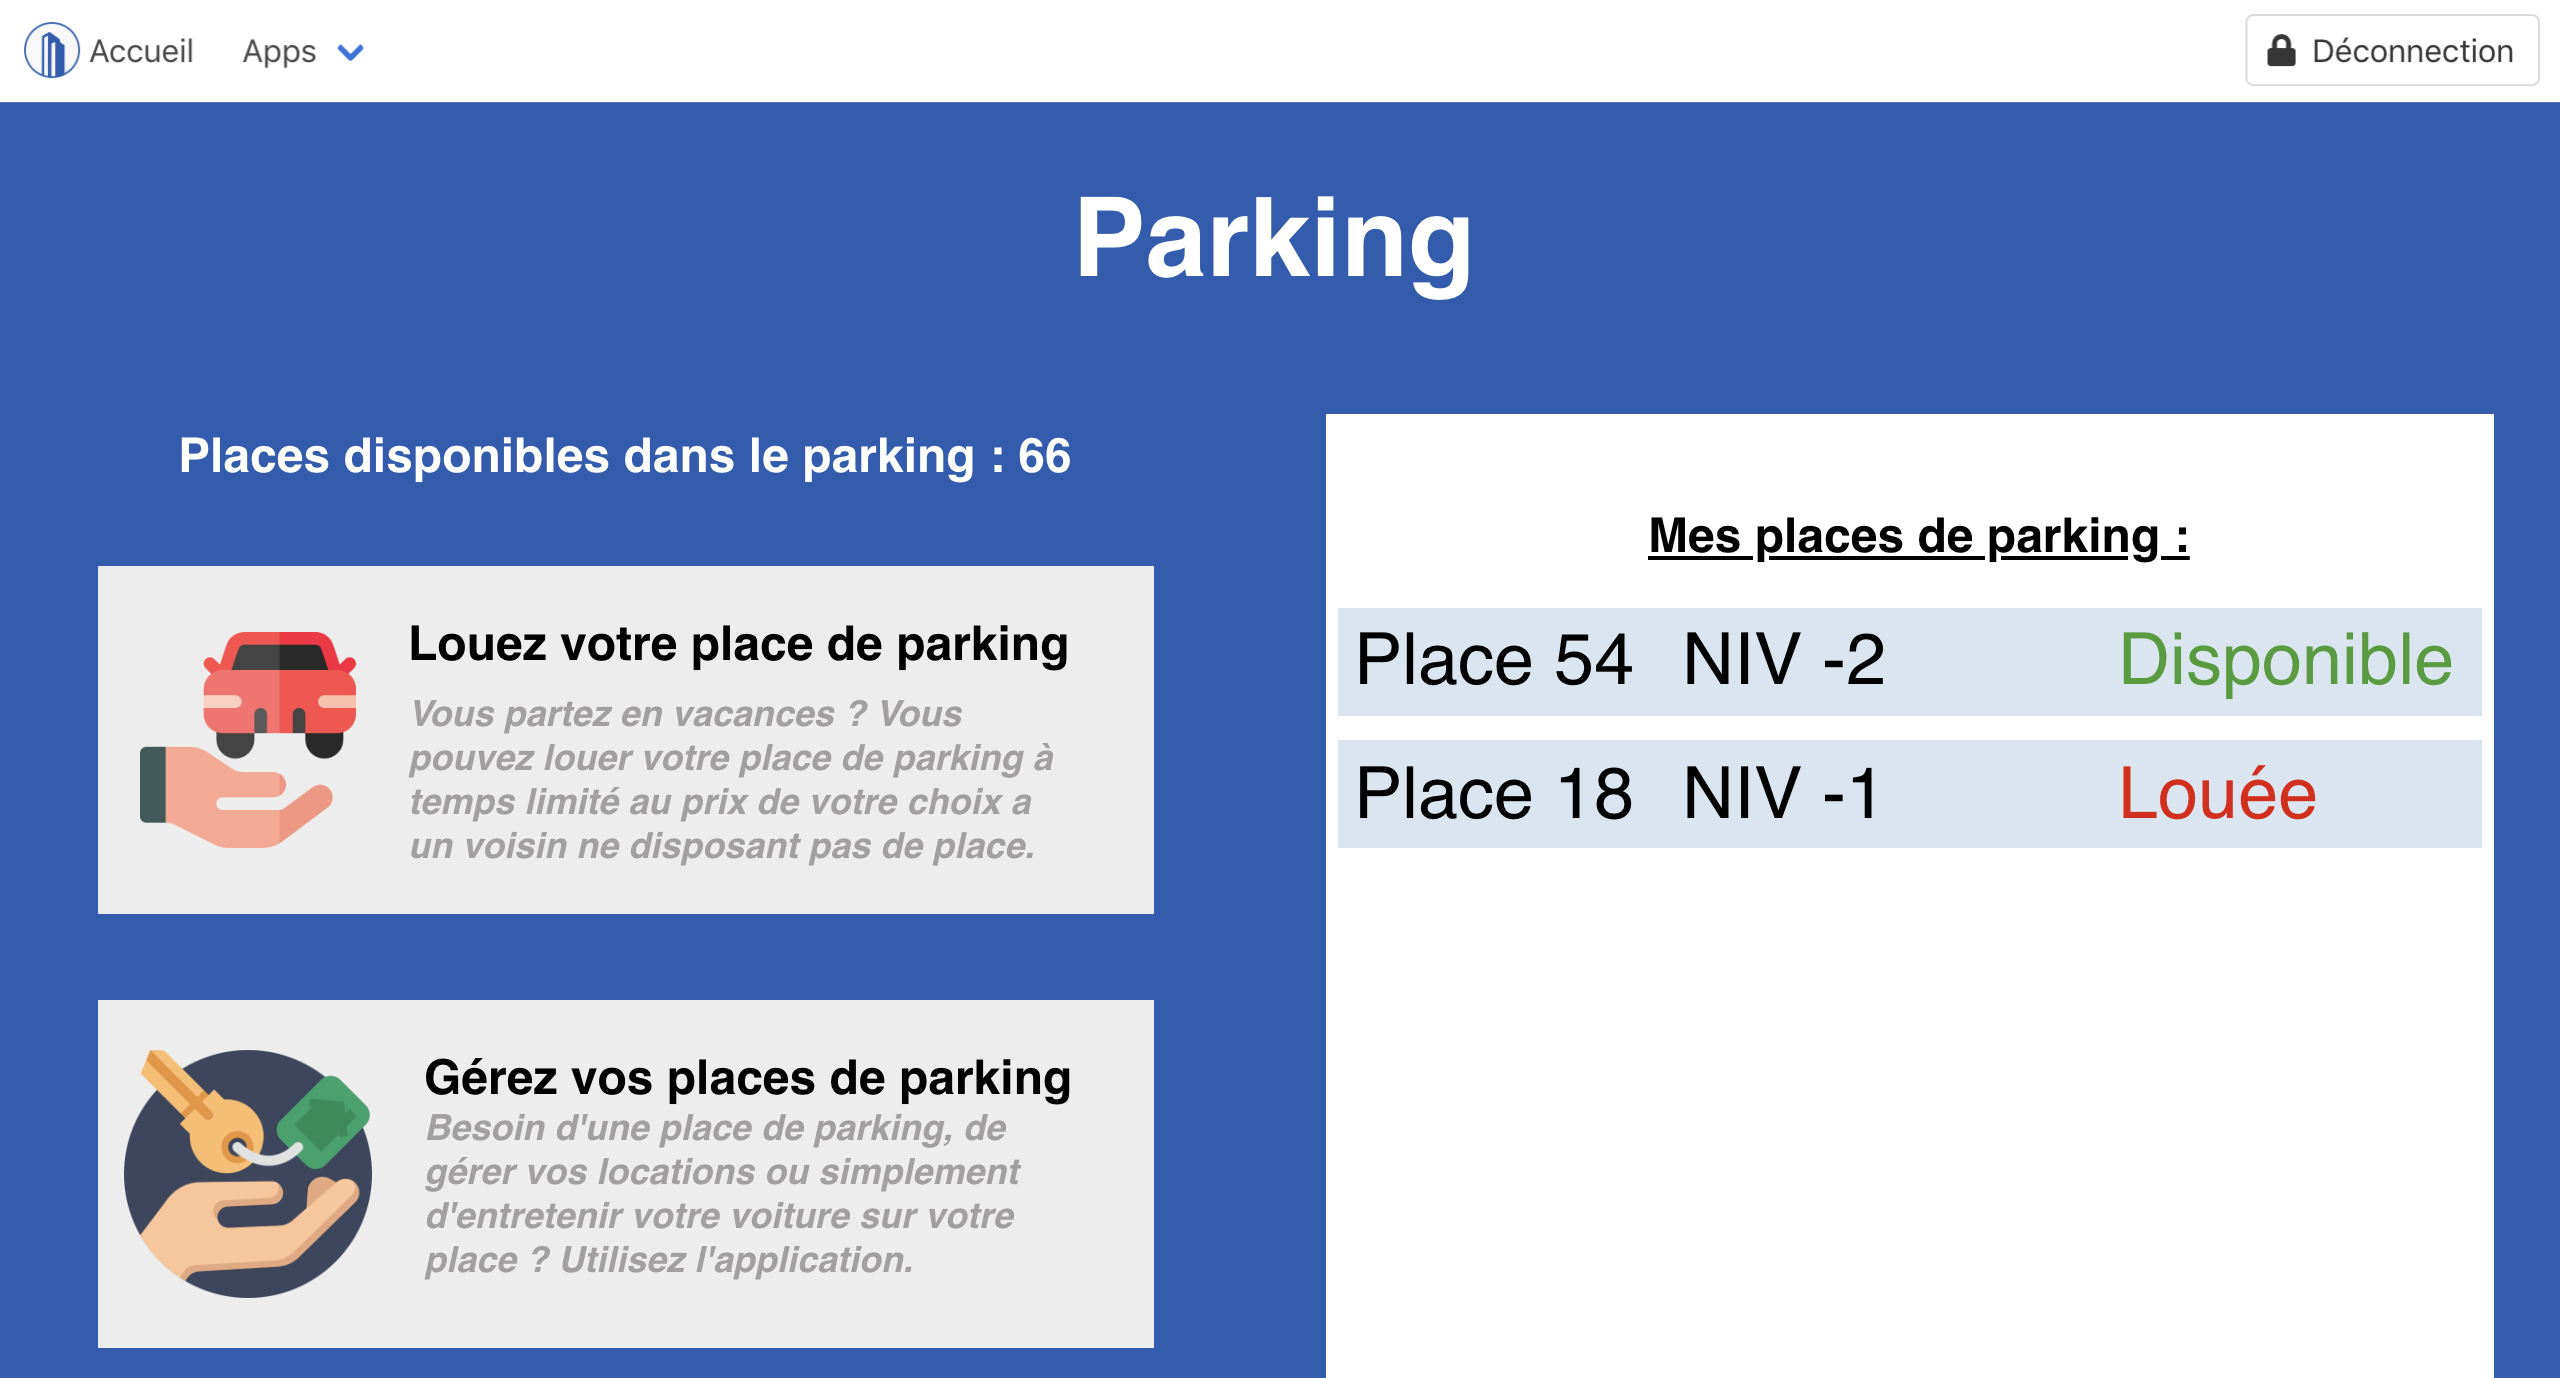 Accueil Apps Déconnection
Parking
Places disponibles dans le parking : 66
Louez votre place de parking
Vous partez en vacances ? Vous
pouvez louer votre place de parking à
temps limité au prix de votre choix a
un voisin ne disposant pas de place.
Gérez vos places de parking
Besoin d'une place de parking, de
gérer vos locations ou simplement
d'entretenir votre voiture sur votre
place ? Utilisez l'application.
Mes places de parking :
Place 54 NIV -2 Disponible
Place 18 NIV -1 Louée